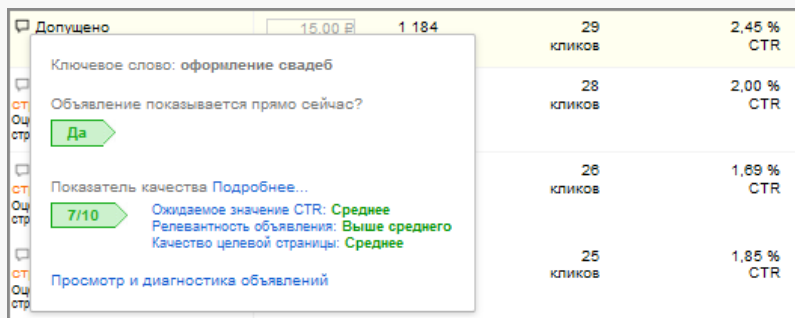 Допущено 15,00 ₽ 1 184 29 кликов 2,45 % CTR
Ключевое слово: оформление свадеб
Объявление показывается прямо сейчас?
Да
28 кликов 2,00 % CTR
Показатель качества Подробнее...
7/10
Ожидаемое значение CTR: Среднее
Релевантность объявления: Выше среднего
Качество целевой страницы: Среднее
26 кликов 1,69 % CTR
Просмотр и диагностика объявлений
25 кликов 1,85 % CTR